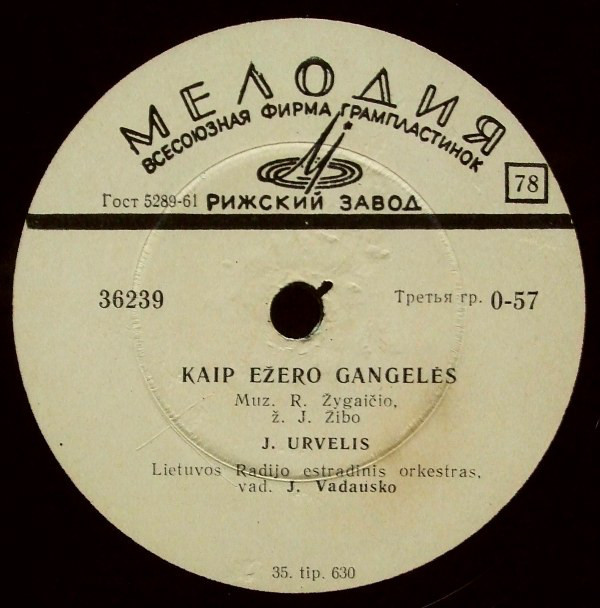 МЕЛОДИЯ
ВСЕСОЮЗНАЯ ФИРМА ГРАМПЛАСТИНОК
78
Гост 5289-61 РИЖСКИЙ ЗАВОД
36239 Третья гр. 0-57
KAIP EŽERO GANGELĖS
Muz. R. Žygaičio,
ž. J. Žibo
J. URVELIS
Lietuvos Radijo estradinis orkestras,
vad. J. Vadausko
35. tip. 630